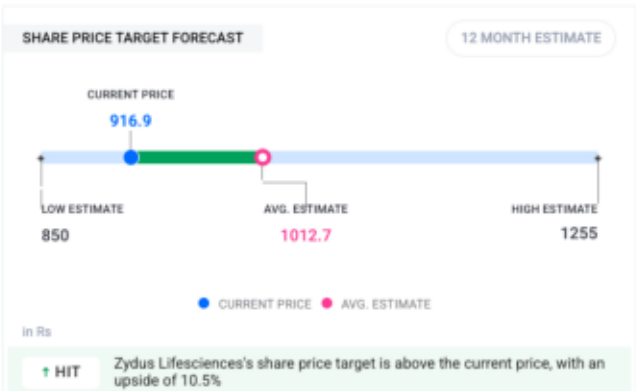 SHARE PRICE TARGET FORECAST
12 MONTH ESTIMATE
CURRENT PRICE
916.9
LOW ESTIMATE
AVG. ESTIMATE
HIGH ESTIMATE
850
1012.7
1255
CURRENT PRICE
AVG. ESTIMATE
in Rs
↑ HIT
Zydus Lifesciences's share price target is above the current price, with an
upside of 10.5%